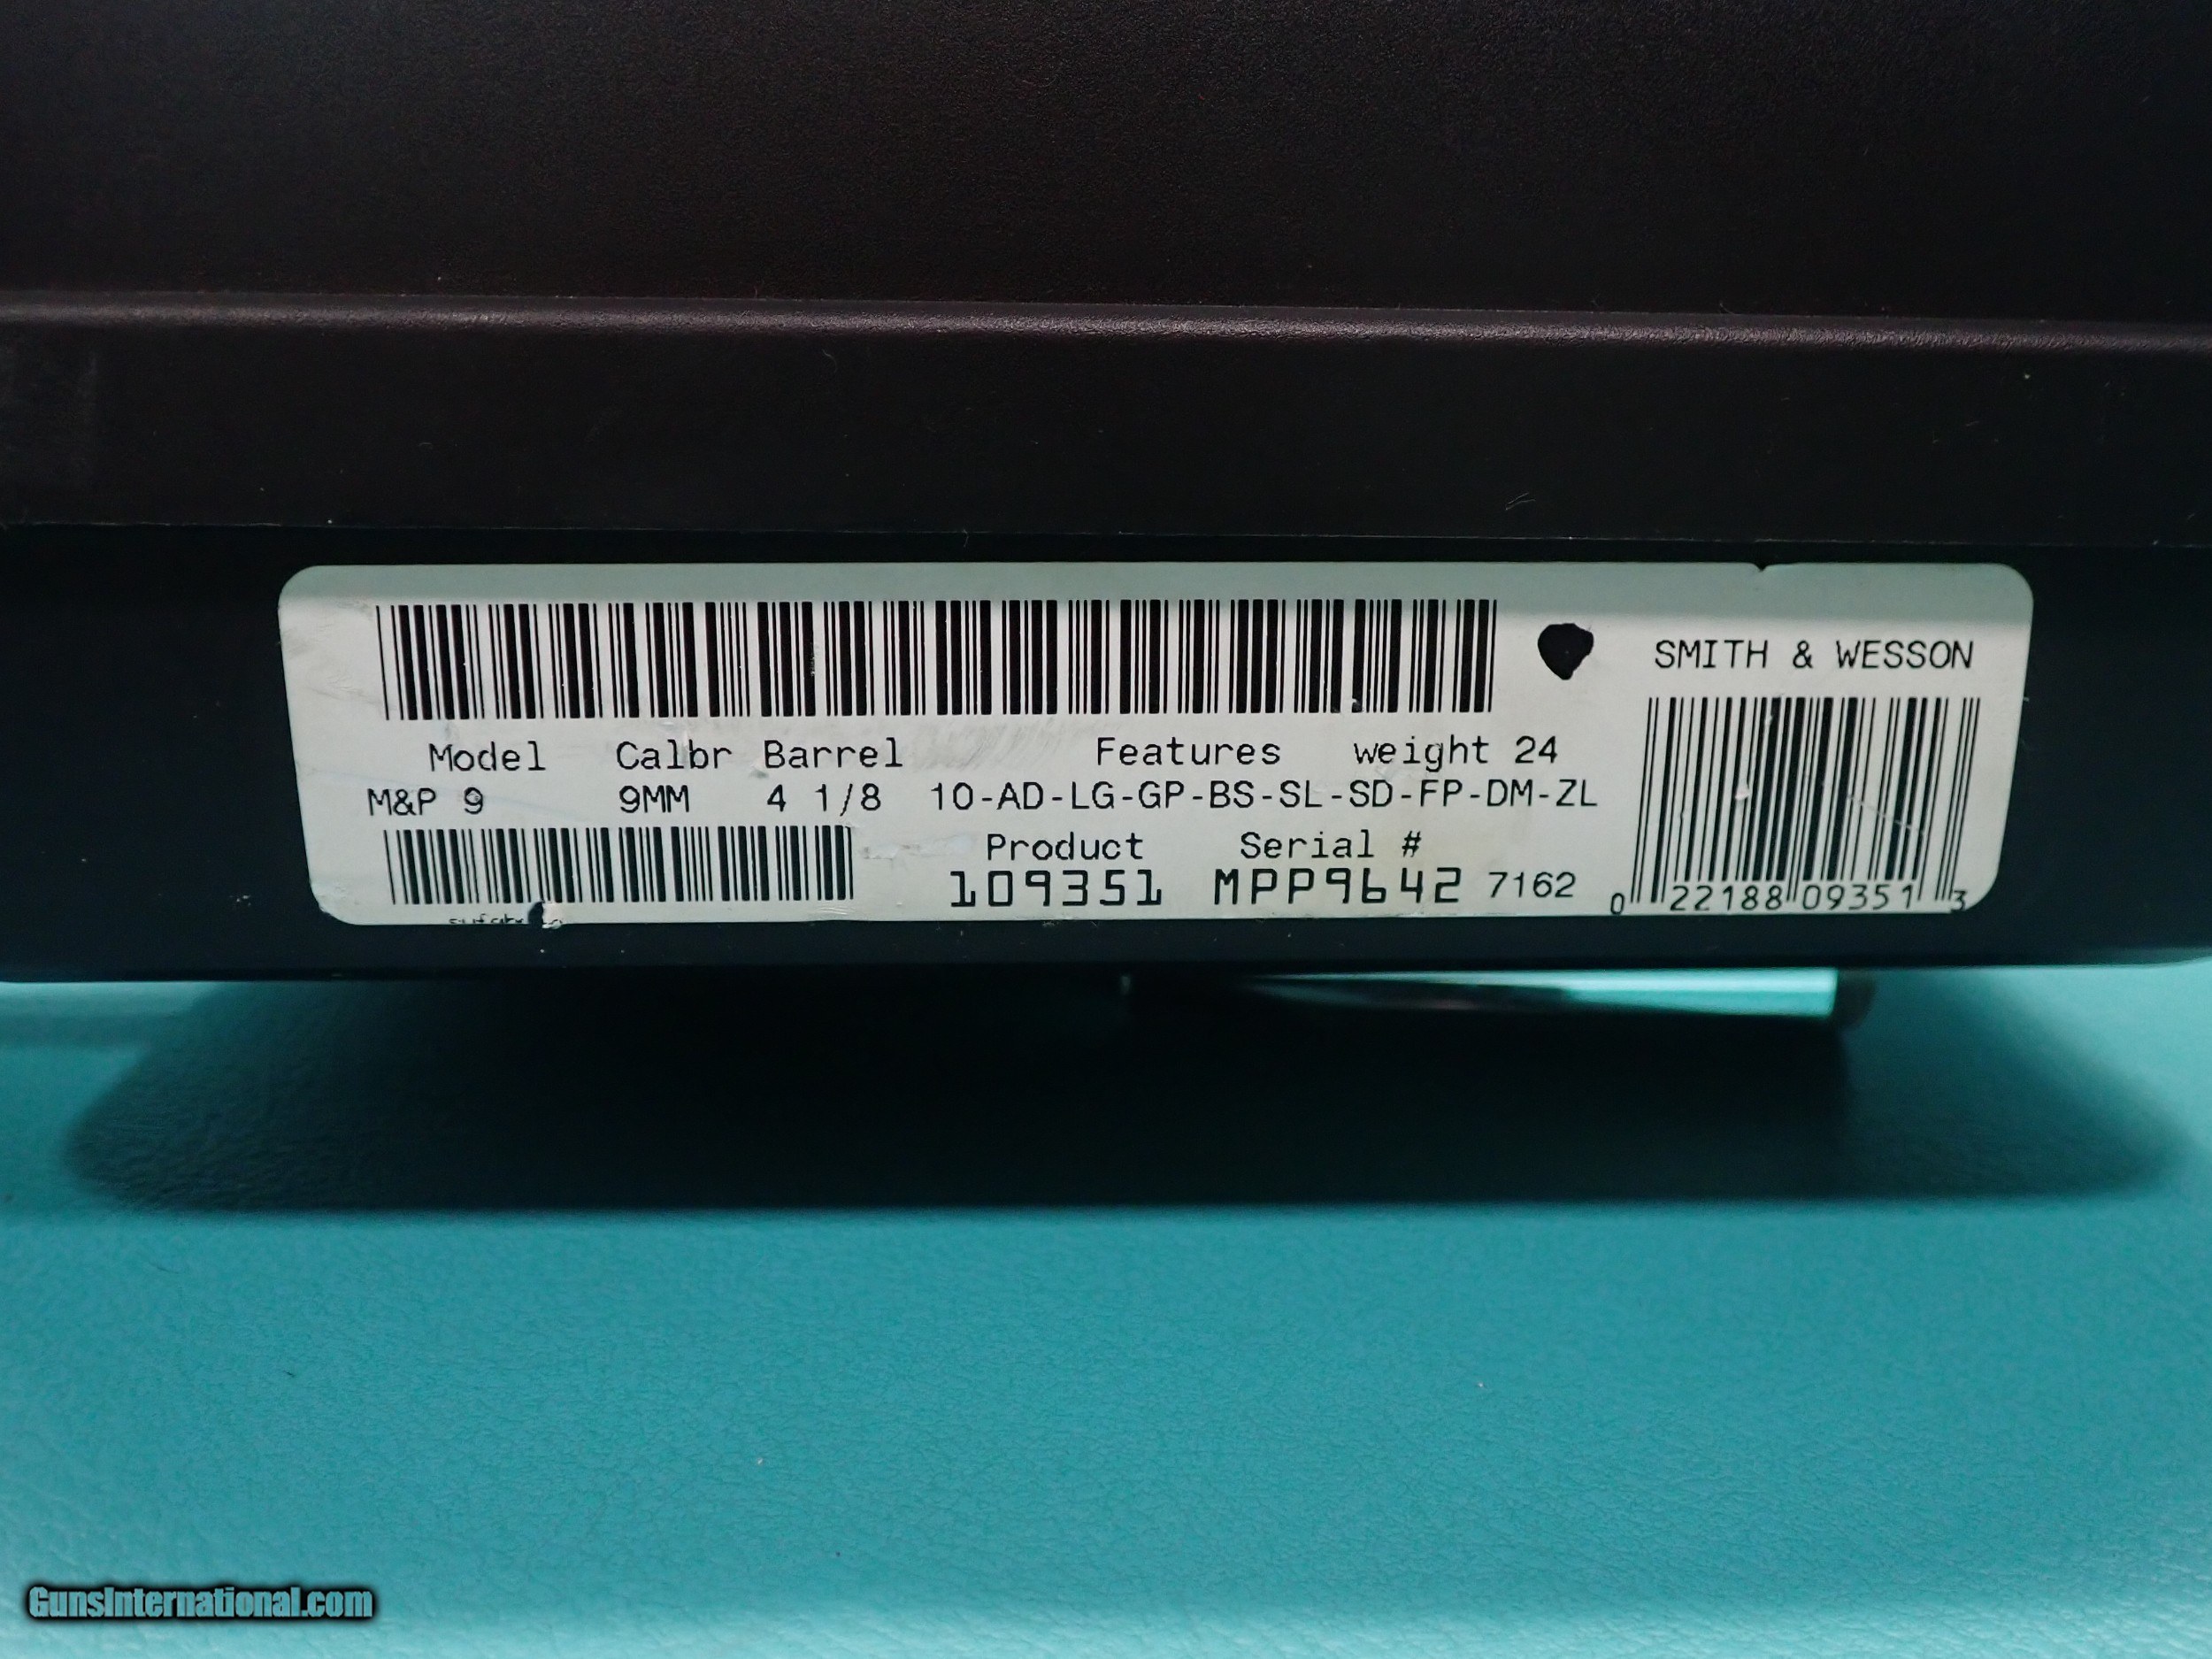 SMITH & WESSON
Model Calbr Barrel Features weight 24
M&P 9 9MM 4 1/8 10-AD-LG-GP-BS-SL-SD-FP-DM-ZL
Product Serial #
109351 MPP9642 7162
0 22188 09351 3
GunsInternational.com